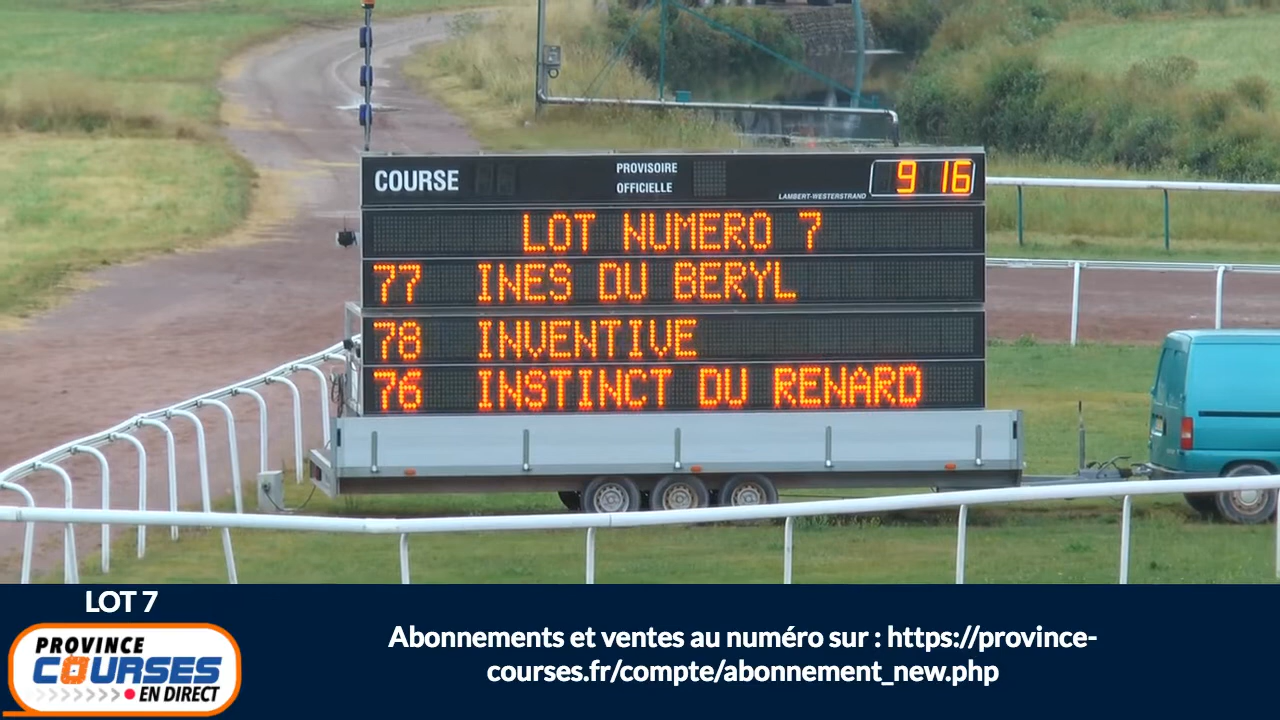 COURSE
PROVISOIRE
OFFICIELLE
LAMBERT-WESTERSTRAND
9 16
LOT NUMERO 7
77 INES DU BERYL
78 INVENTIVE
76 INSTINCT DU RENARD
LOT 7
PROVINCE
COURSES
EN DIRECT
Abonnements et ventes au numéro sur : https://province-
courses.fr/compte/abonnement_new.php